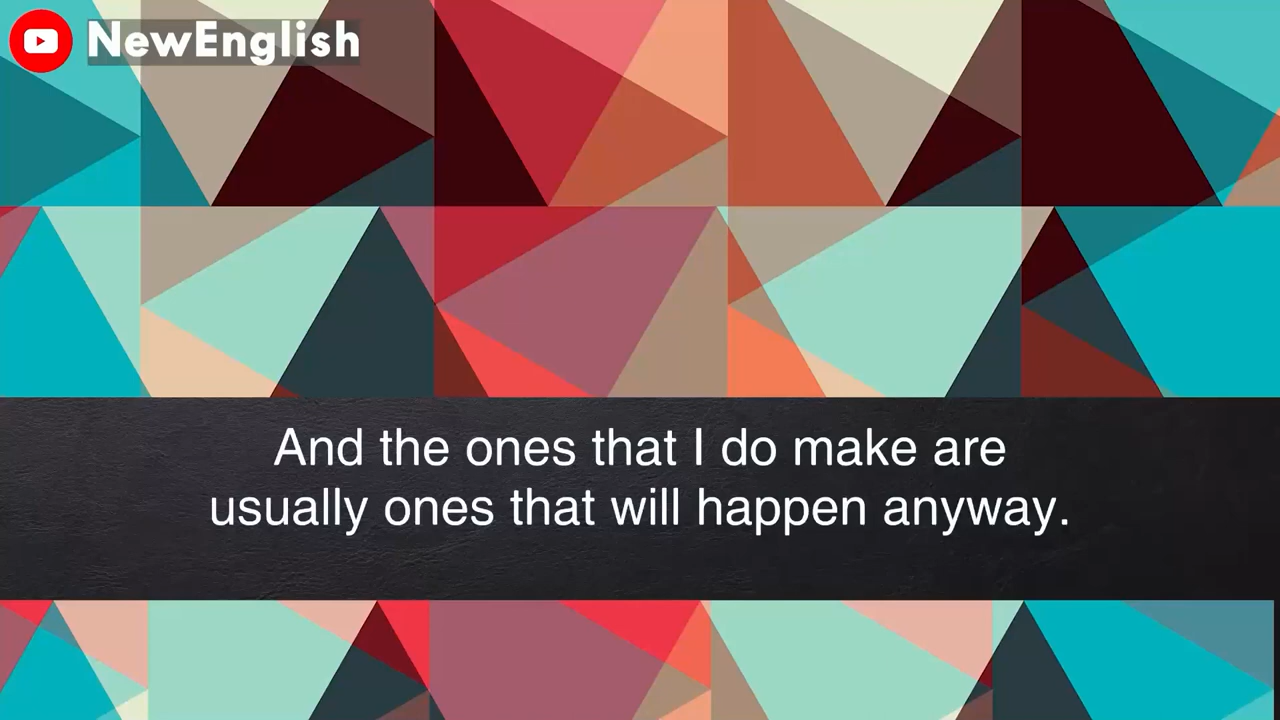 NewEnglish
And the ones that I do make are
usually ones that will happen anyway.